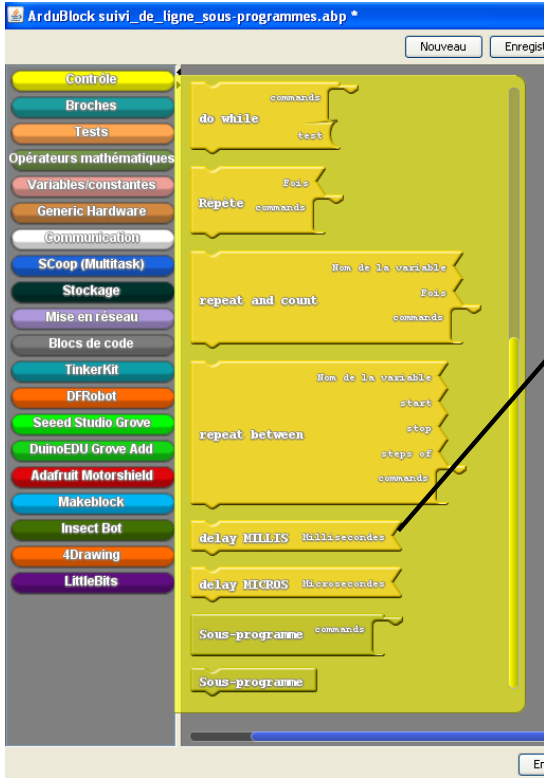 ArduBlock suivi_de_ligne_sous-programmes.abp *
Nouveau
Enregist
Contrôle
Broches
Tests
Opérateurs mathématiques
Variables/constantes
Generic Hardware
Communication
SCoop (Multitask)
Stockage
Mise en réseau
Blocs de code
TinkerKit
DFRobot
Seeed Studio Grove
DuinoEDU Grove Add
Adafruit Motorshield
Makeblock
Insect Bot
4Drawing
LittleBits
commands
do while
test
Fois
Repète
commands
Nom de la variable
repeat and count
Fois
commands
Nom de la variable
start
repeat between
stop
steps of
commands
delay MILLIS Millisecondes
delay MICROS Microsecondes
Sous-programme commands
Sous-programme
En